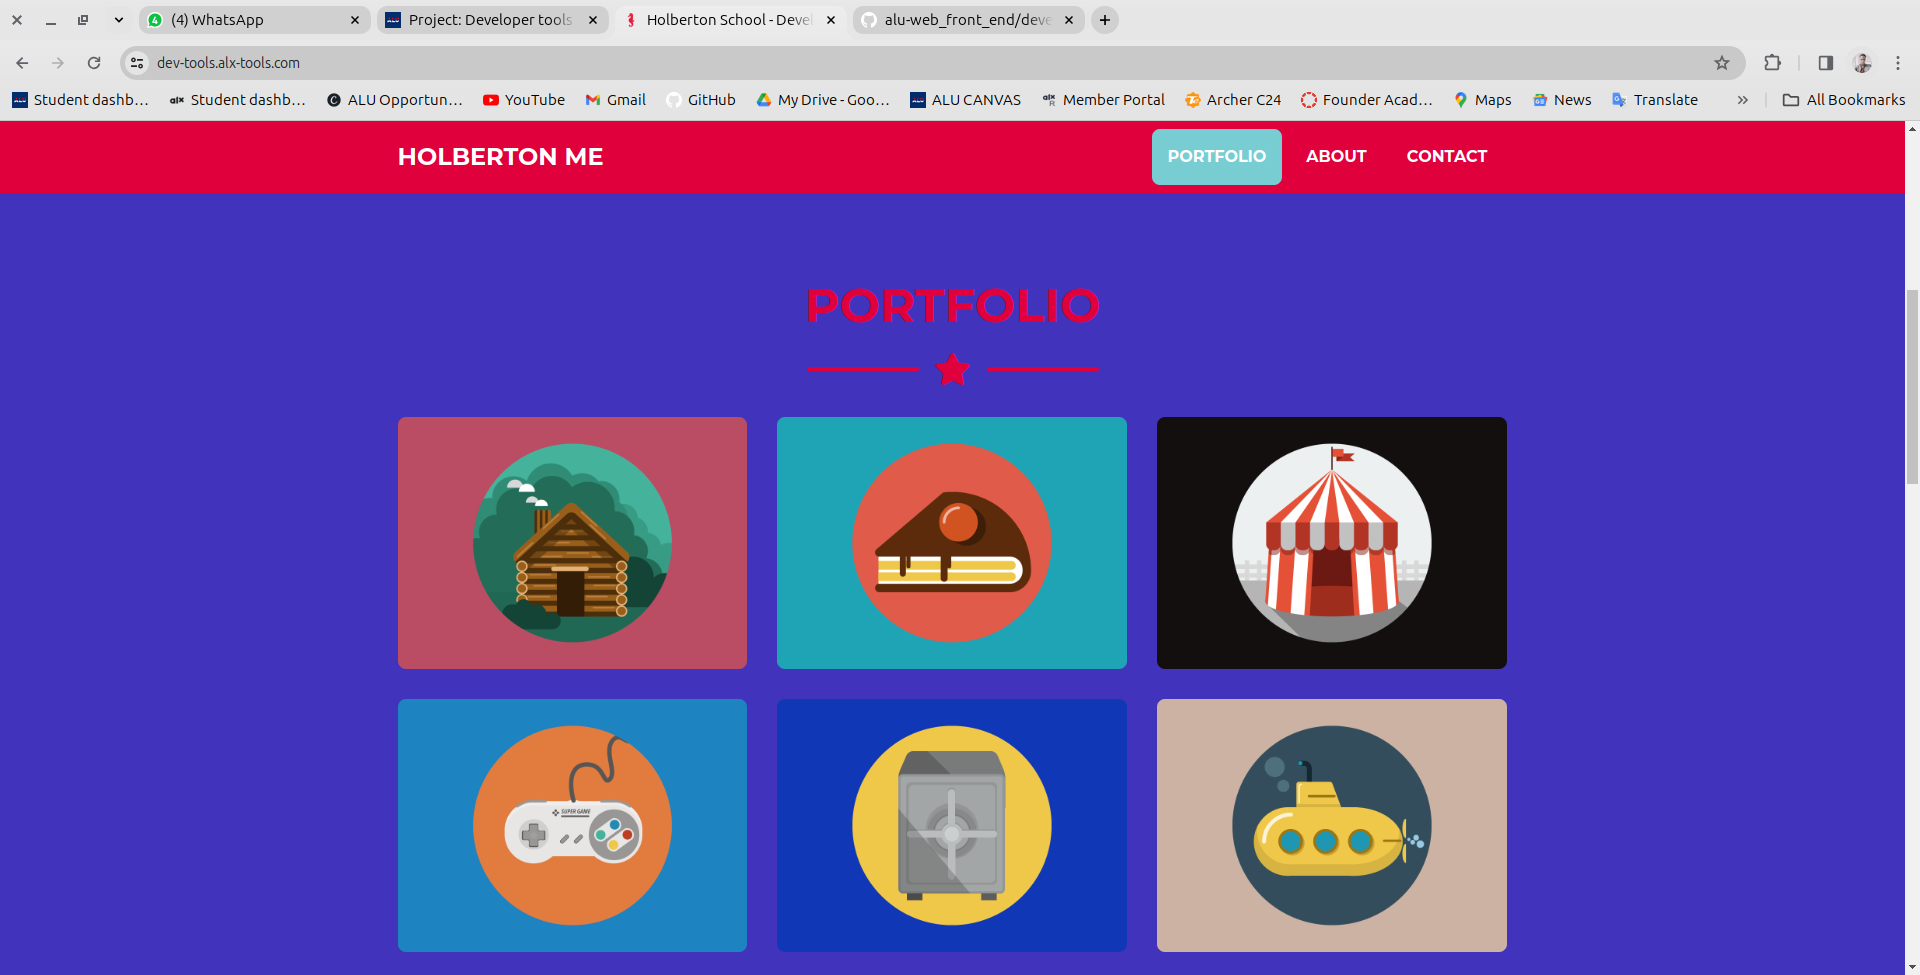 (4) WhatsApp
Project: Developer tools
Holberton School - Devel
alu-web_front_end/deve
dev-tools.alx-tools.com
Student dashb…
Student dashb…
ALU Opportun…
YouTube
Gmail
GitHub
My Drive - Goo…
ALU CANVAS
Member Portal
Archer C24
Founder Acad…
Maps
News
Translate
All Bookmarks
HOLBERTON ME
PORTFOLIO
ABOUT
CONTACT
PORTFOLIO
SUPER GAME